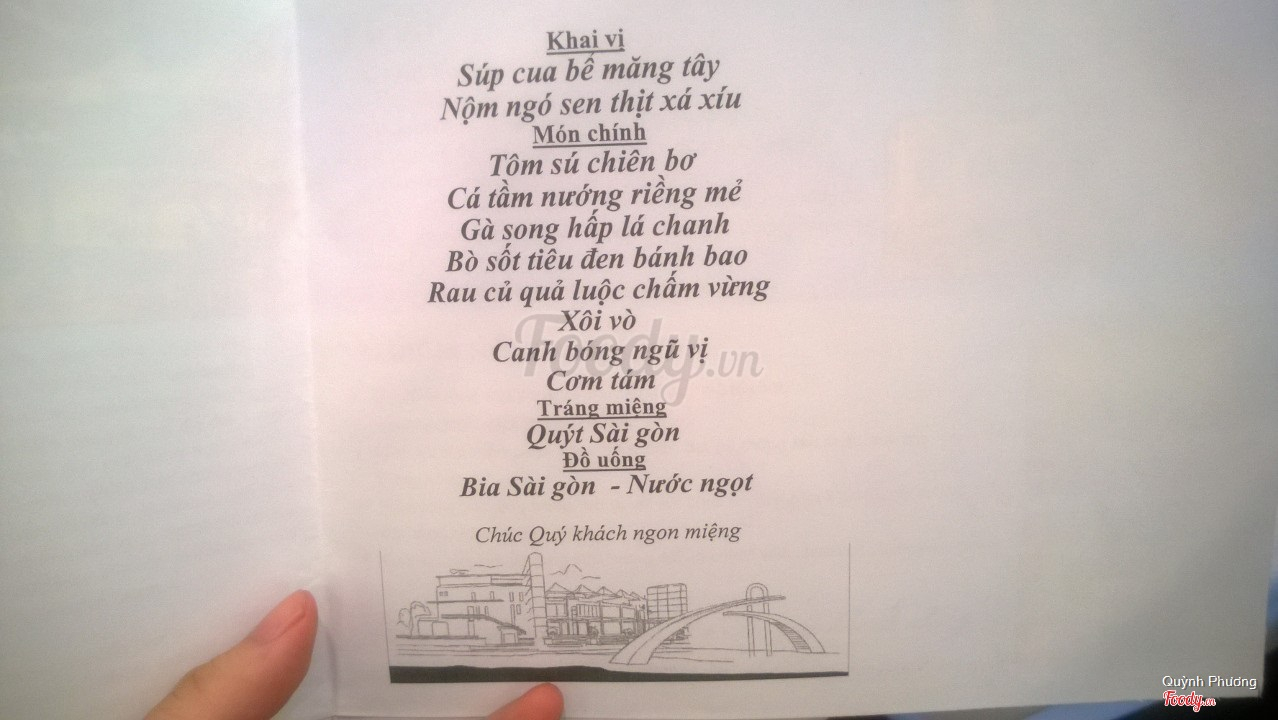 Khai vị
Súp cua bể măng tây
Nộm ngó sen thịt xá xíu
Món chính
Tôm sú chiên bơ
Cá tầm nướng riềng mẻ
Gà song hấp lá chanh
Bò sốt tiêu đen bánh bao
Rau củ quả luộc chấm vừng
Xôi vò
Canh bóng ngũ vị
Cơm tám
Tráng miệng
Quýt Sài gòn
Đồ uống
Bia Sài gòn - Nước ngọt
Chúc Quý khách ngon miệng
Foody.vn
Quỳnh Phương
Foody.vn